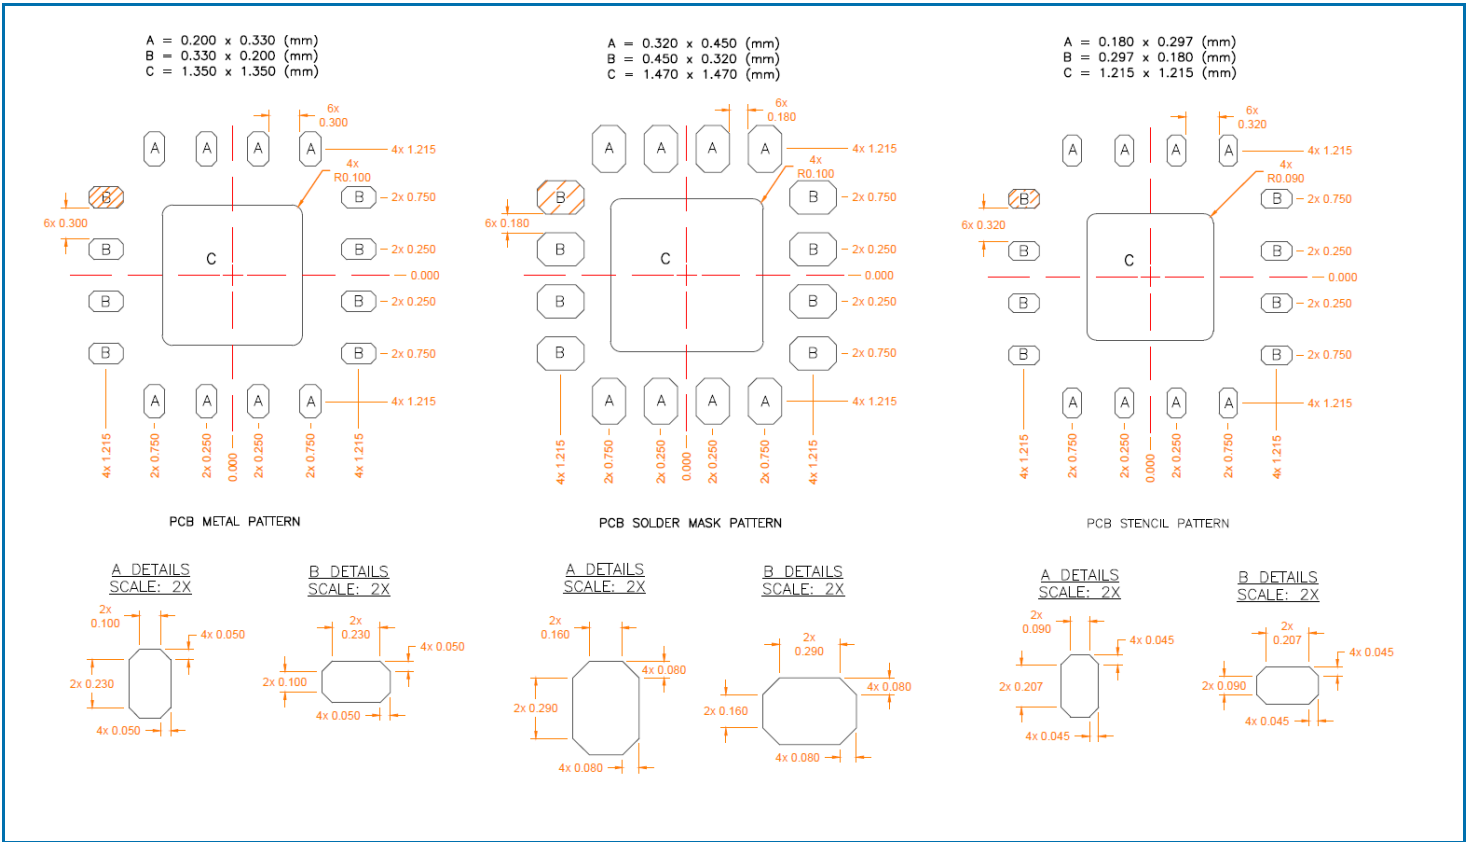 A = 0.200 x 0.330 (mm)
B = 0.330 x 0.200 (mm)
C = 1.350 x 1.350 (mm)
6x
0.300
A A A A
4x 1.215
4x
R0.100
B B
2x 0.750
6x 0.300
B B
2x 0.250
C
0.000
B B
2x 0.250
B B
2x 0.750
A A A A
4x 1.215
4x 1.215
2x 0.750
2x 0.250
0.000
2x 0.250
2x 0.750
4x 1.215
PCB METAL PATTERN
A = 0.320 x 0.450 (mm)
B = 0.450 x 0.320 (mm)
C = 1.470 x 1.470 (mm)
6x
0.180
A A A A
4x 1.215
4x
R0.100
B B
2x 0.750
6x 0.180
B B
2x 0.250
C
0.000
B B
2x 0.250
B B
2x 0.750
A A A A
4x 1.215
4x 1.215
2x 0.750
2x 0.250
0.000
2x 0.250
2x 0.750
4x 1.215
PCB SOLDER MASK PATTERN
A = 0.180 x 0.297 (mm)
B = 0.297 x 0.180 (mm)
C = 1.215 x 1.215 (mm)
6x
0.320
A A A A
4x 1.215
4x
R0.090
B B
2x 0.750
6x 0.320
B B
2x 0.250
C
0.000
B B
2x 0.250
B B
2x 0.750
A A A A
4x 1.215
4x 1.215
2x 0.750
2x 0.250
0.000
2x 0.250
2x 0.750
4x 1.215
PCB STENCIL PATTERN
A DETAILS
SCALE: 2X
2x
0.100
4x 0.050
2x 0.230
4x 0.050
B DETAILS
SCALE: 2X
2x
0.230
4x 0.050
2x 0.100
4x 0.050
A DETAILS
SCALE: 2X
2x
0.160
4x 0.080
2x 0.290
4x 0.080
B DETAILS
SCALE: 2X
2x
0.290
4x 0.080
2x 0.160
4x 0.080
A DETAILS
SCALE: 2X
2x
0.090
4x 0.045
2x 0.207
4x 0.045
B DETAILS
SCALE: 2X
2x
0.207
4x 0.045
2x 0.090
4x 0.045